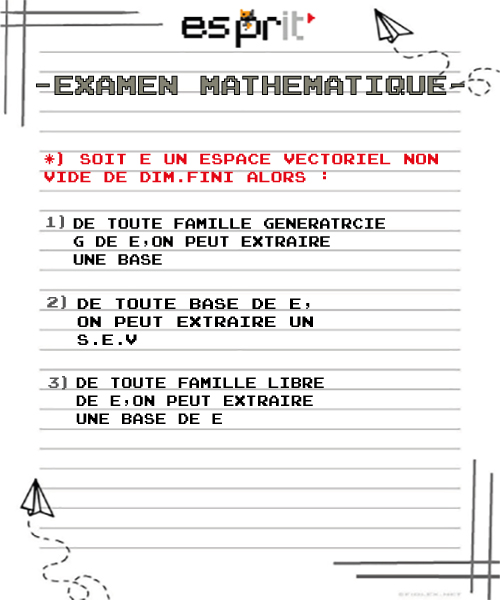 esprit
-EXAMEN MATHEMATIQUE-
*) SOIT E UN ESPACE VECTORIEL NON
VIDE DE DIM.FINI ALORS :
1) DE TOUTE FAMILLE GENERATRCIE
G DE E,ON PEUT EXTRAIRE
UNE BASE
2) DE TOUTE BASE DE E,
ON PEUT EXTRAIRE UN
S.E.V
3) DE TOUTE FAMILLE LIBRE
DE E,ON PEUT EXTRAIRE
UNE BASE DE E